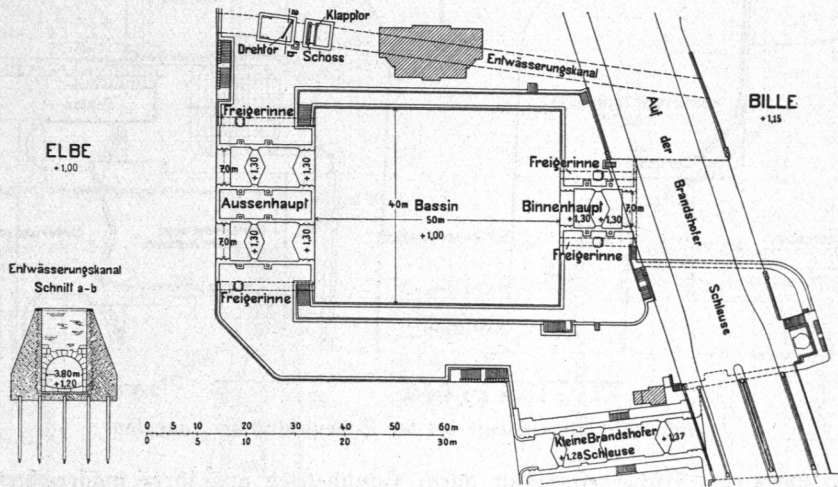 Klapptor
a
Drehtor
b
Schoss
Entwässerungskanal
BILLE
+1,15
Auf der Brandshofer Schleuse
Freigerinne
ELBE
+1,00
7,0m
+1,30
+1,30
Aussenhaupt
7,0m
+1,30
+1,30
Freigerinne
40m
Bassin
50m
+1,00
Freigerinne
Binnenhaupt
+1,30
+1,30
7,0m
Freigerinne
Entwässerungskanal
Schnitt a-b
3,80m
+1,20
0 10 20 30 40 50 60m
0 5 10 20 30m
Kleine Brandshofer
Schleuse
+1,28
+1,37